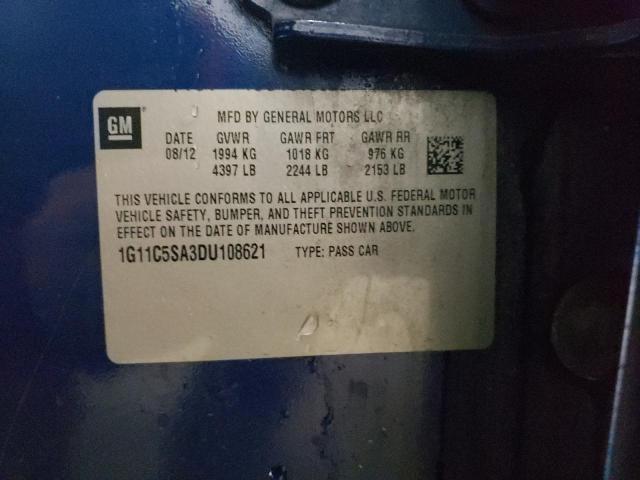 GM
MFD BY GENERAL MOTORS LLC
DATE GVWR GAWR FRT GAWR RR
08/12 1994 KG 1018 KG 976 KG
4397 LB 2244 LB 2153 LB
THIS VEHICLE CONFORMS TO ALL APPLICABLE U.S. FEDERAL MOTOR
VEHICLE SAFETY, BUMPER, AND THEFT PREVENTION STANDARDS IN
EFFECT ON THE DATE OF MANUFACTURE SHOWN ABOVE.
1G11C5SA3DU108621 TYPE: PASS CAR